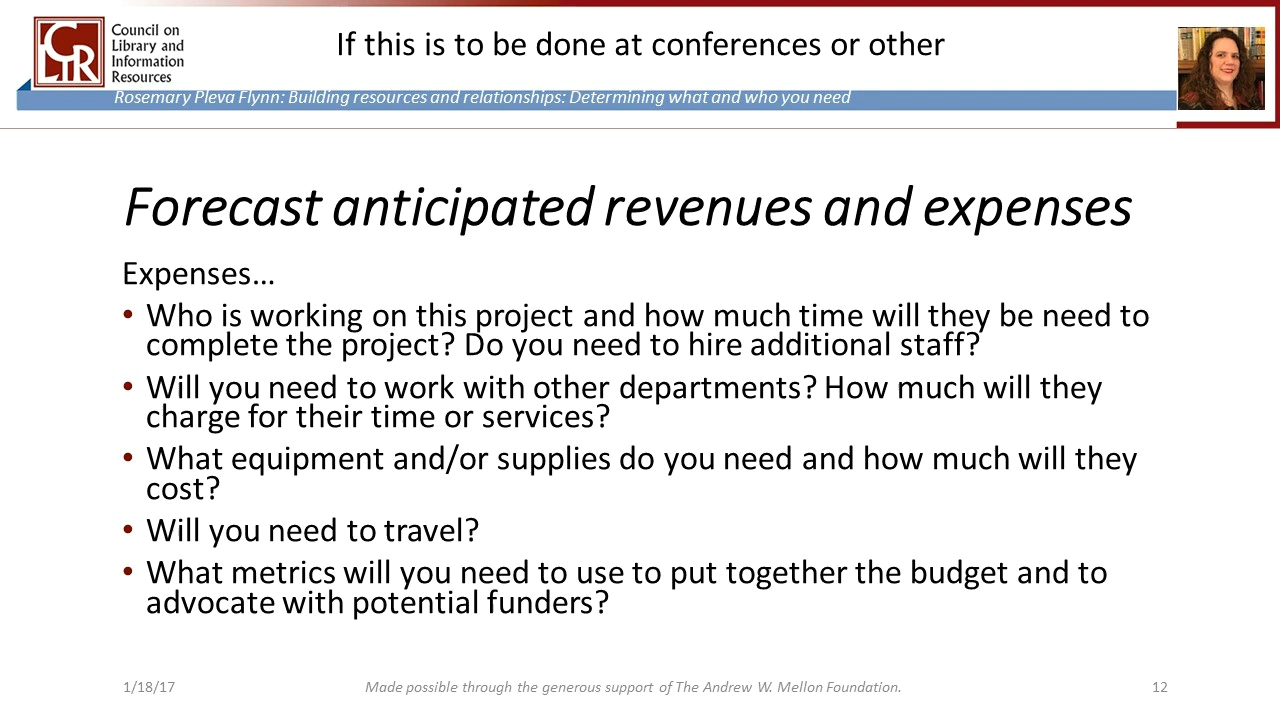 Council on
Library and
Information
Resources
CLIR
If this is to be done at conferences or other
Rosemary Pleva Flynn: Building resources and relationships: Determining what and who you need
Forecast anticipated revenues and expenses
Expenses...
• Who is working on this project and how much time will they be need to
complete the project? Do you need to hire additional staff?
• Will you need to work with other departments? How much will they
charge for their time or services?
• What equipment and/or supplies do you need and how much will they
cost?
• Will you need to travel?
• What metrics will you need to use to put together the budget and to
advocate with potential funders?
1/18/17
Made possible through the generous support of The Andrew W. Mellon Foundation.
12